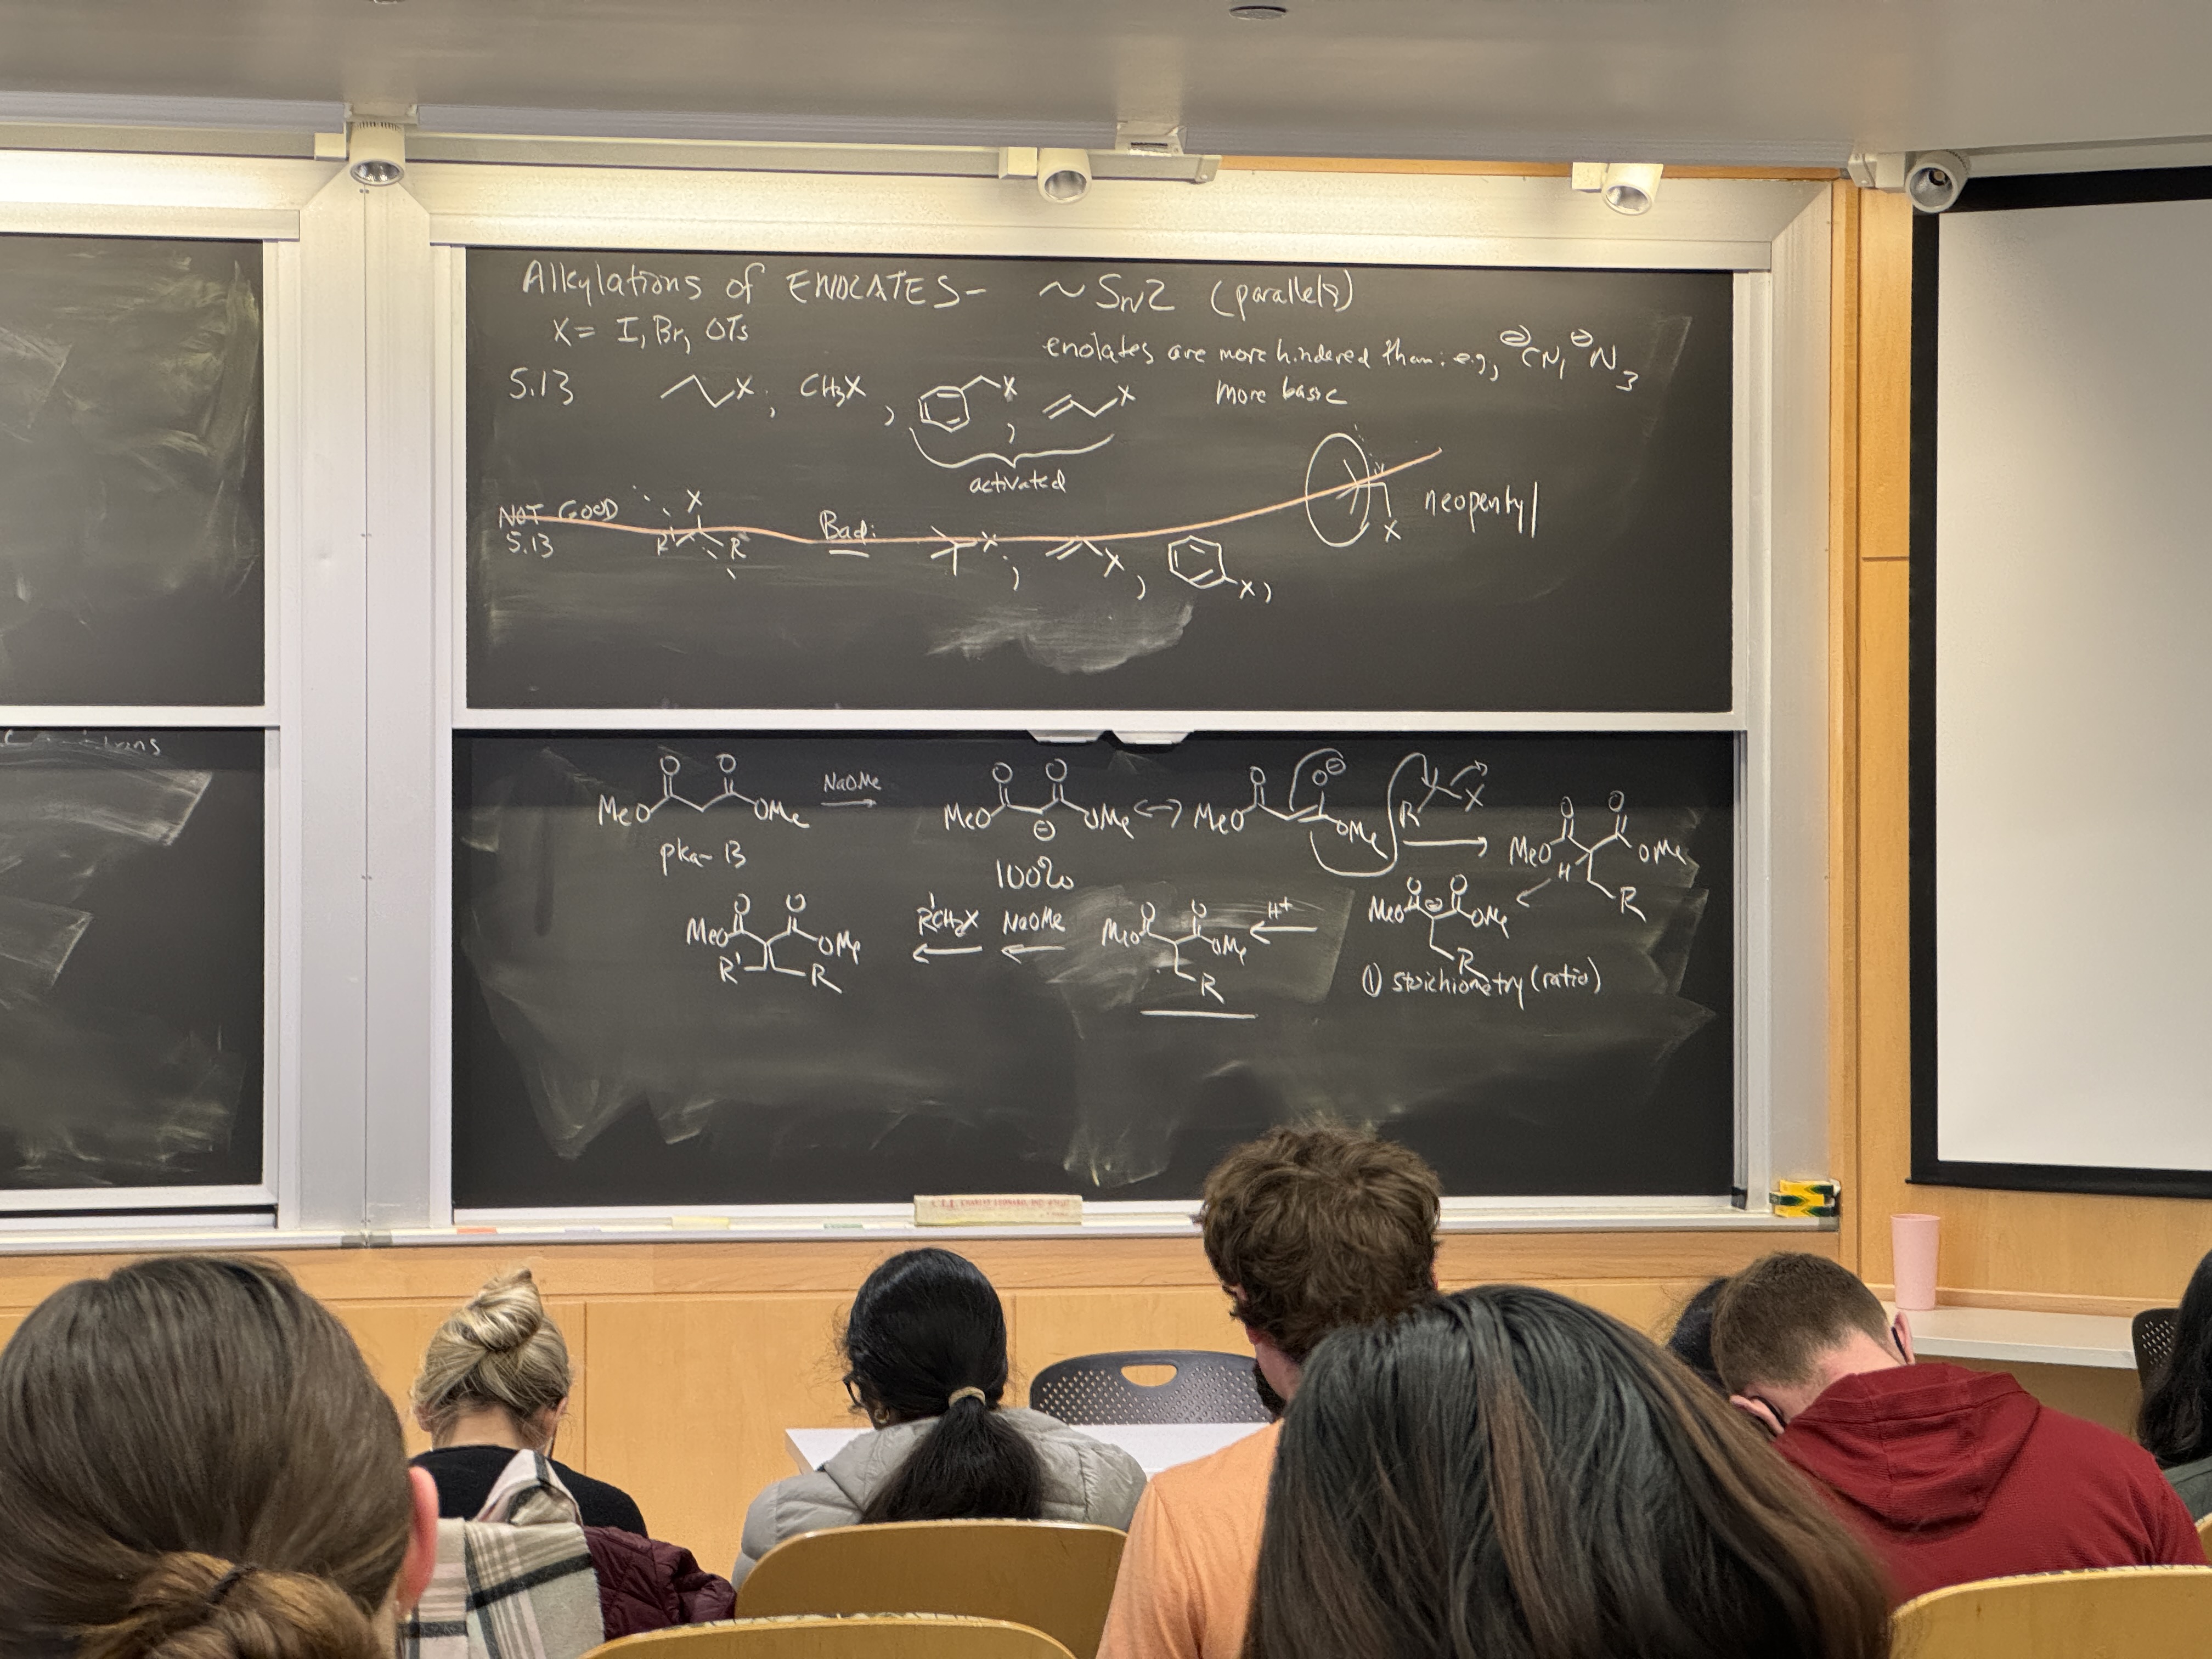 Alkylations of ENOLATES- ~ SN2 (parallels)
X = I, Br, OTs
enolates are more hindered than: e.g., ⊖CN, ⊖N3
more basic
5.13 X; CH3X, X, X
activated
NOT GOOD
5.13
X
R' R
Bad:
X; X, X,
X
neopentyl
O O
MeO OMe
pka~ 13
NaOMe
O O
MeO ⊖ OMe
100%
O O⊖
MeO OMe
R X
O O
MeO OMe
H
R
O O
MeO ⊖ OMe
R
① stoichiometry (ratio)
H+
O O
MeO OMe
R
NaOMe
R'CH2X
O O
MeO OMe
R' R